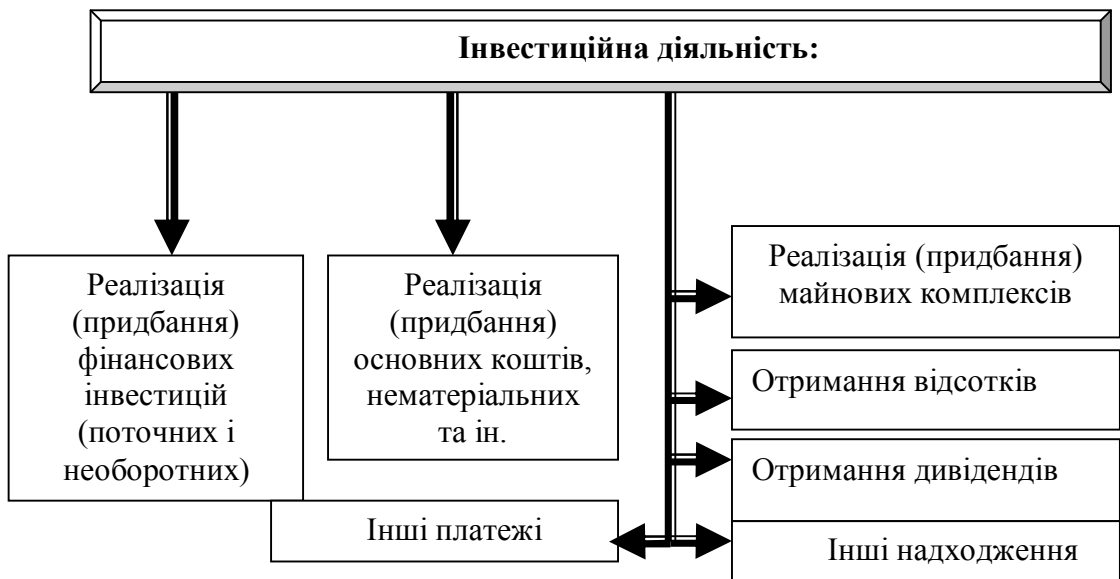 Інвестиційна діяльність:
Реалізація
(придбання)
фінансових
інвестицій
(поточних і
необоротних)
Реалізація
(придбання)
основних коштів,
нематеріальних
та ін.
Реалізація (придбання)
майнових комплексів
Отримання відсотків
Отримання дивідендів
Інші платежі
Інші надходження